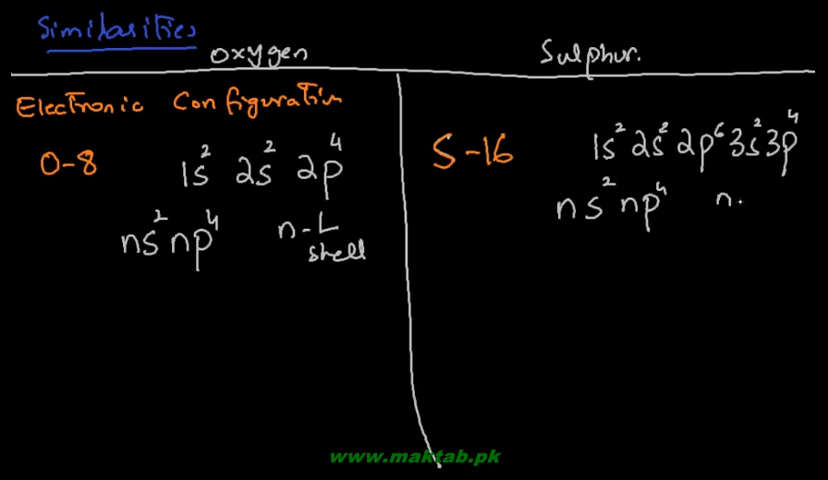 Similarities
Oxygen
Sulphur.
Electronic Configuration
O-8 1s² 2s² 2p⁴
ns² np⁴ n-L shell
S-16 1s² 2s² 2p⁶ 3s² 3p⁴
ns² np⁴ n.
www.maktab.pk